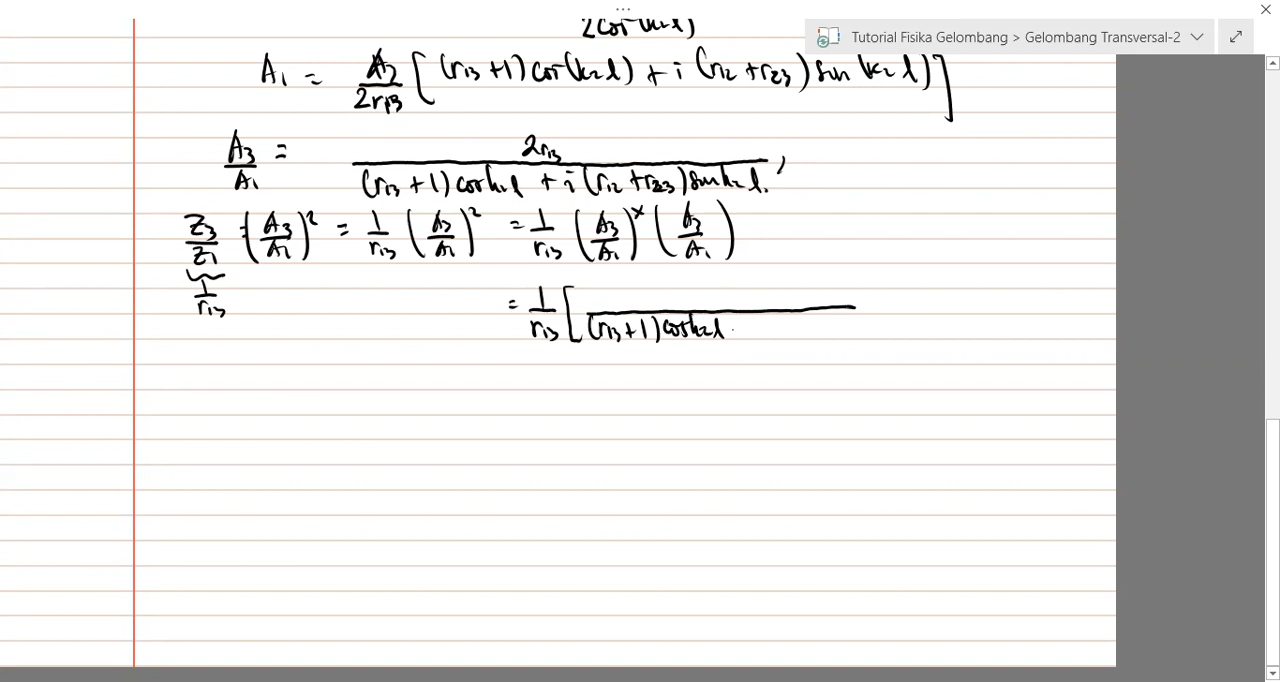 Tutorial Fisika Gelombang > Gelombang Transversal-2
A₁ = A₃/2r₁₃ [(r₁₃ + 1) cos(k₂l) + i (r₁₂ + r₂₃) sin(k₂l)]
A₃/A₁ = 2r₁₃ / (r₁₃ + 1) cos k₂l + i (r₁₂ + r₂₃) sin k₂l ,
Z₃/Z₁ = (A₃/A₁)² = 1/r₁₃ (A₃/A₁)² = 1/r₁₃ (A₃/A₁)* (A₃/A₁)
1/r₁₃
= 1/r₁₃ [ / (r₁₃ + 1) cos k₂l